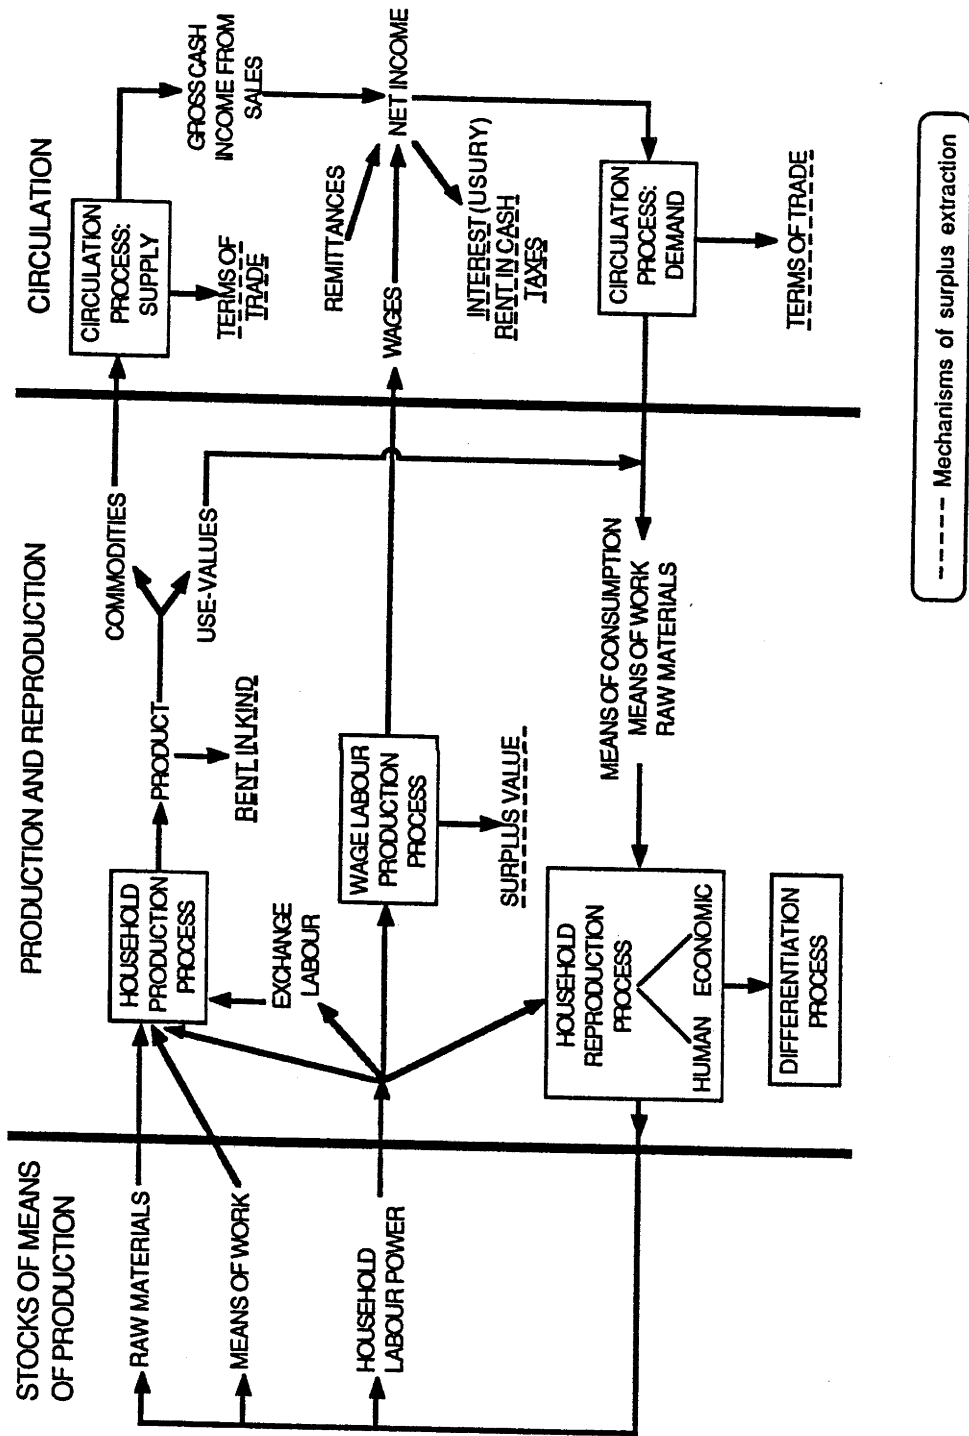 STOCKS OF MEANS
OF PRODUCTION
PRODUCTION AND REPRODUCTION
CIRCULATION
RAW MATERIALS
MEANS OF WORK
HOUSEHOLD
LABOUR POWER
HOUSEHOLD
PRODUCTION
PROCESS
EXCHANGE
LABOUR
PRODUCT
RENT IN KIND
COMMODITIES
USE-VALUES
WAGE LABOUR
PRODUCTION
PROCESS
SURPLUS VALUE
HOUSEHOLD
REPRODUCTION
PROCESS
HUMAN ECONOMIC
DIFFERENTIATION
PROCESS
MEANS OF CONSUMPTION
MEANS OF WORK
RAW MATERIALS
CIRCULATION
PROCESS:
SUPPLY
TERMS OF
TRADE
GROSS CASH
INCOME FROM
SALES
REMITTANCES
WAGES
NET INCOME
INTEREST (USURY)
RENT IN CASH
TAXES
CIRCULATION
PROCESS:
DEMAND
TERMS OF TRADE
----- Mechanisms of surplus extraction